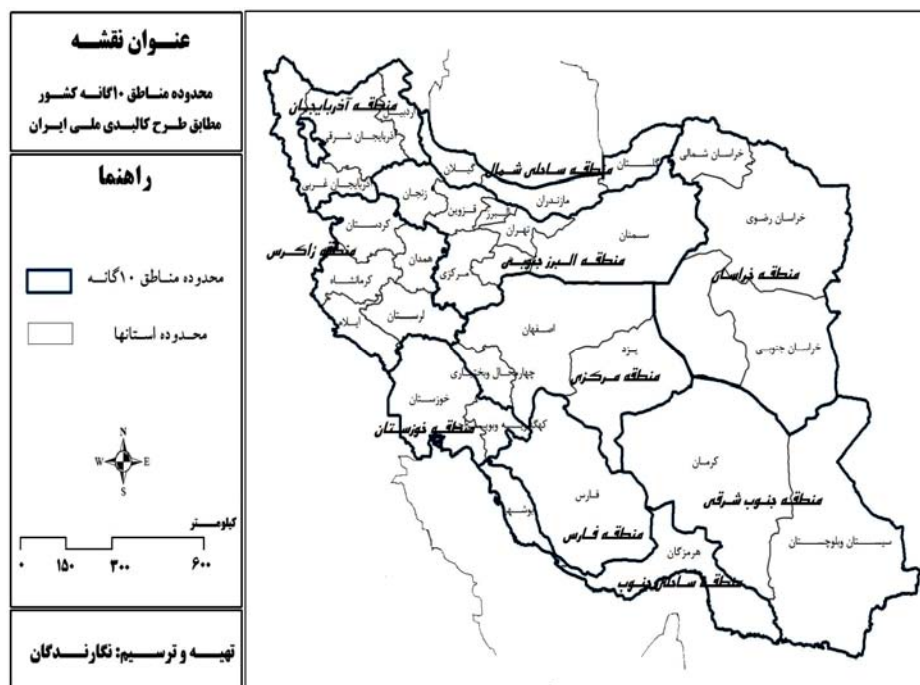 عنوان نقشه
محدوده مناطق ۱۰گانه کشور
مطابق طرح کالبدی ملی ایران
راهنما
محدوده مناطق ۱۰گانه
محدوده استانها
N
W E
S
کیلومتر
۰ ۱۵۰ ۳۰۰ ۶۰۰
تهیه و ترسیم: نگارندگان
منطقه آذربایجان
اردبیل
آذربایجان شرقی
آذربایجان غربی
گیلان
منطقه ساحلی شمال
گلستان
مازندران
خراسان شمالی
خراسان رضوی
زنجان
قزوین
البرز
تهران
سمنان
منطقه البرز جنوبی
مرکزی
کردستان
منطقه زاگرس
همدان
کرمانشاه
ایلام
لرستان
منطقه خراسان
خراسان جنوبی
اصفهان
یزد
منطقه مرکزی
چهارمحال وبختیاری
خوزستان
منطقه خوزستان
کهگیلویه وبویر
فارس
منطقه فارس
بوشهر
کرمان
منطقه جنوب شرقی
سیستان وبلوچستان
هرمزگان
منطقه ساحلی جنوب